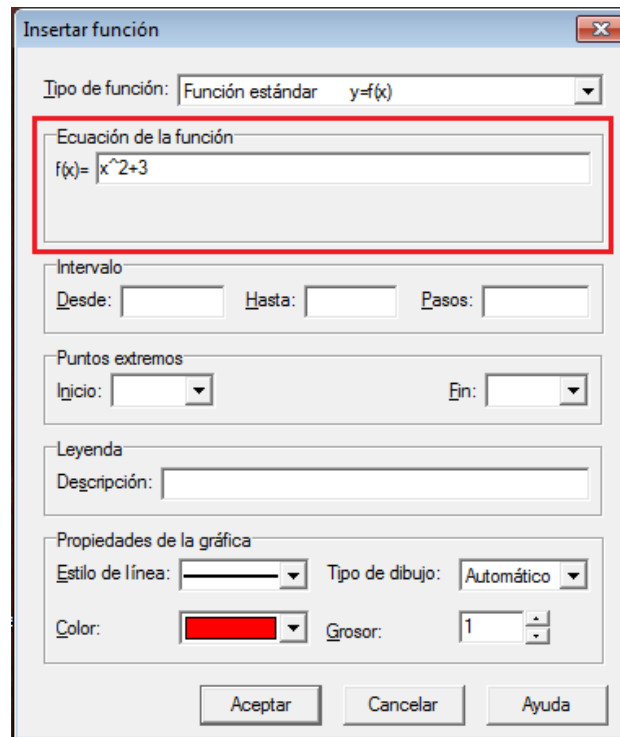 Insertar función
Tipo de función: Función estándar y=f(x)
Ecuación de la función
f(x)= x^2+3
Intervalo
Desde: Hasta: Pasos:
Puntos extremos
Inicio: Fin:
Leyenda
Descripción:
Propiedades de la gráfica
Estilo de línea: Tipo de dibujo: Automático
Color: Grosor: 1
Aceptar Cancelar Ayuda